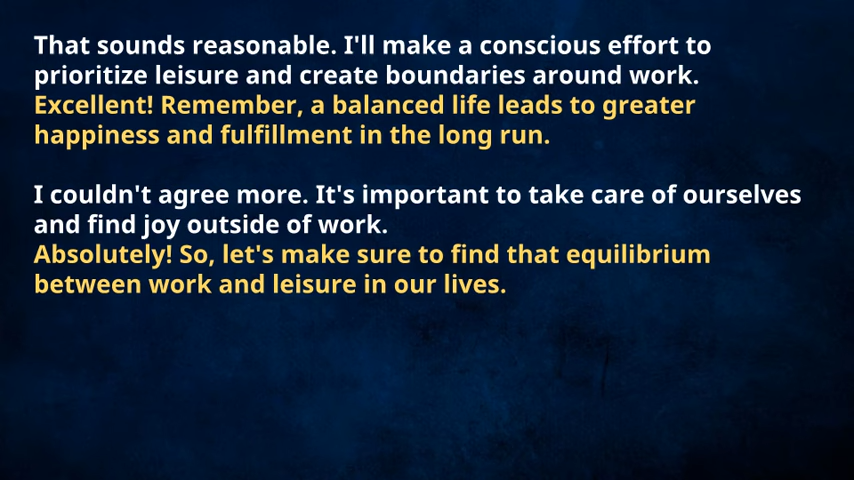 That sounds reasonable. I'll make a conscious effort to
prioritize leisure and create boundaries around work.
Excellent! Remember, a balanced life leads to greater
happiness and fulfillment in the long run.
I couldn't agree more. It's important to take care of ourselves
and find joy outside of work.
Absolutely! So, let's make sure to find that equilibrium
between work and leisure in our lives.